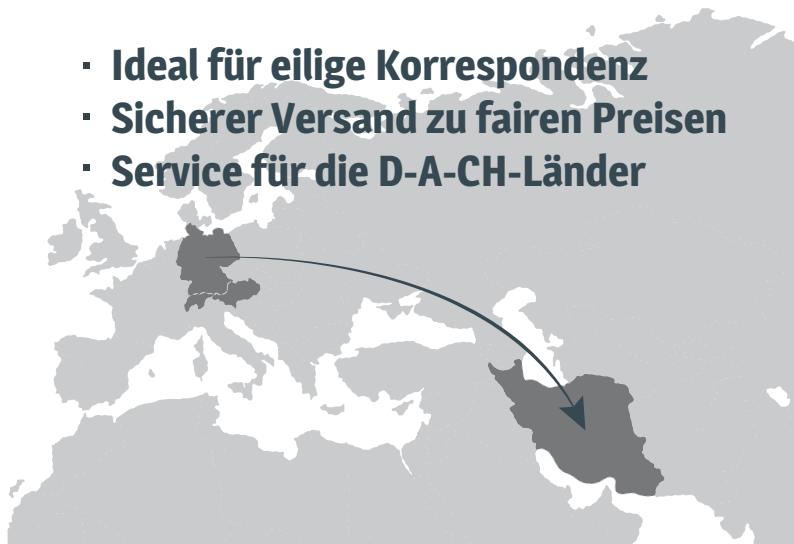 · Ideal für eilige Korrespondenz
· Sicherer Versand zu fairen Preisen
· Service für die D-A-CH-Länder